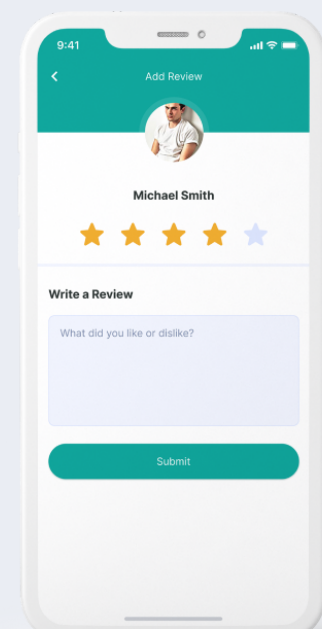 9:41
Add Review
Michael Smith
Write a Review
What did you like or dislike?
Submit